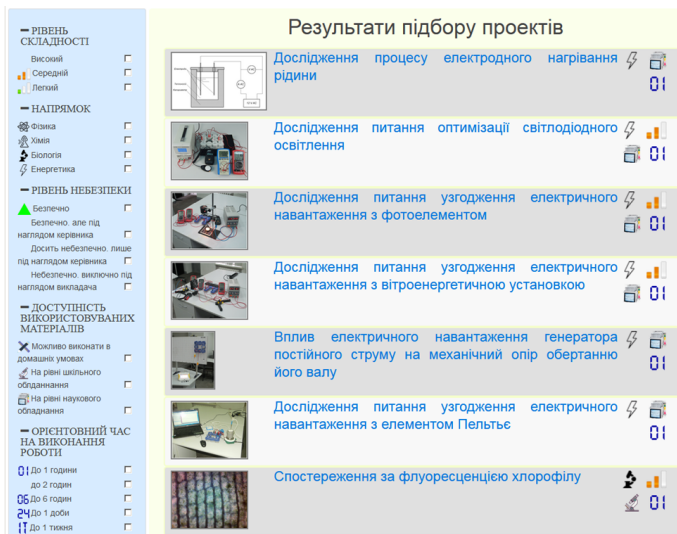 РІВЕНЬ
СКЛАДНОСТІ
Високий
Середній
Легкий
НАПРЯМОК
Фізика
Хімія
Біологія
Енергетика
РІВЕНЬ НЕБЕЗПЕКИ
Безпечно
Безпечно. але під
наглядом керівника
Досить небезпечно. лише
під наглядом керівника
Небезпечно. виключно під
наглядом викладача
ДОСТУПНІСТЬ
ВИКОРИСТОВУВАНИХ
МАТЕРІАЛІВ
Можливо виконати в
домашніх умовах
На рівні шкільного
обладнання
На рівні наукового
обладнання
ОРІЄНТОВНИЙ ЧАС
НА ВИКОНАННЯ
РОБОТИ
01 До 1 години
до 2 годин
06 До 6 годин
24 До 1 доби
1T До 1 тижня
Результати підбору проектів
Дослідження процесу електродного нагрівання
рідини
01
Дослідження питання оптимізації світлодіодного
освітлення
01
Дослідження питання узгодження електричного
навантаження з фотоелементом
01
Дослідження питання узгодження електричного
навантаження з вітроенергетичною установкою
01
Вплив електричного навантаження генератора
постійного струму на механічний опір обертанню
його валу
01
Дослідження питання узгодження електричного
навантаження з елементом Пельтьє
01
Спостереження за флуоресценцією хлорофілу
01